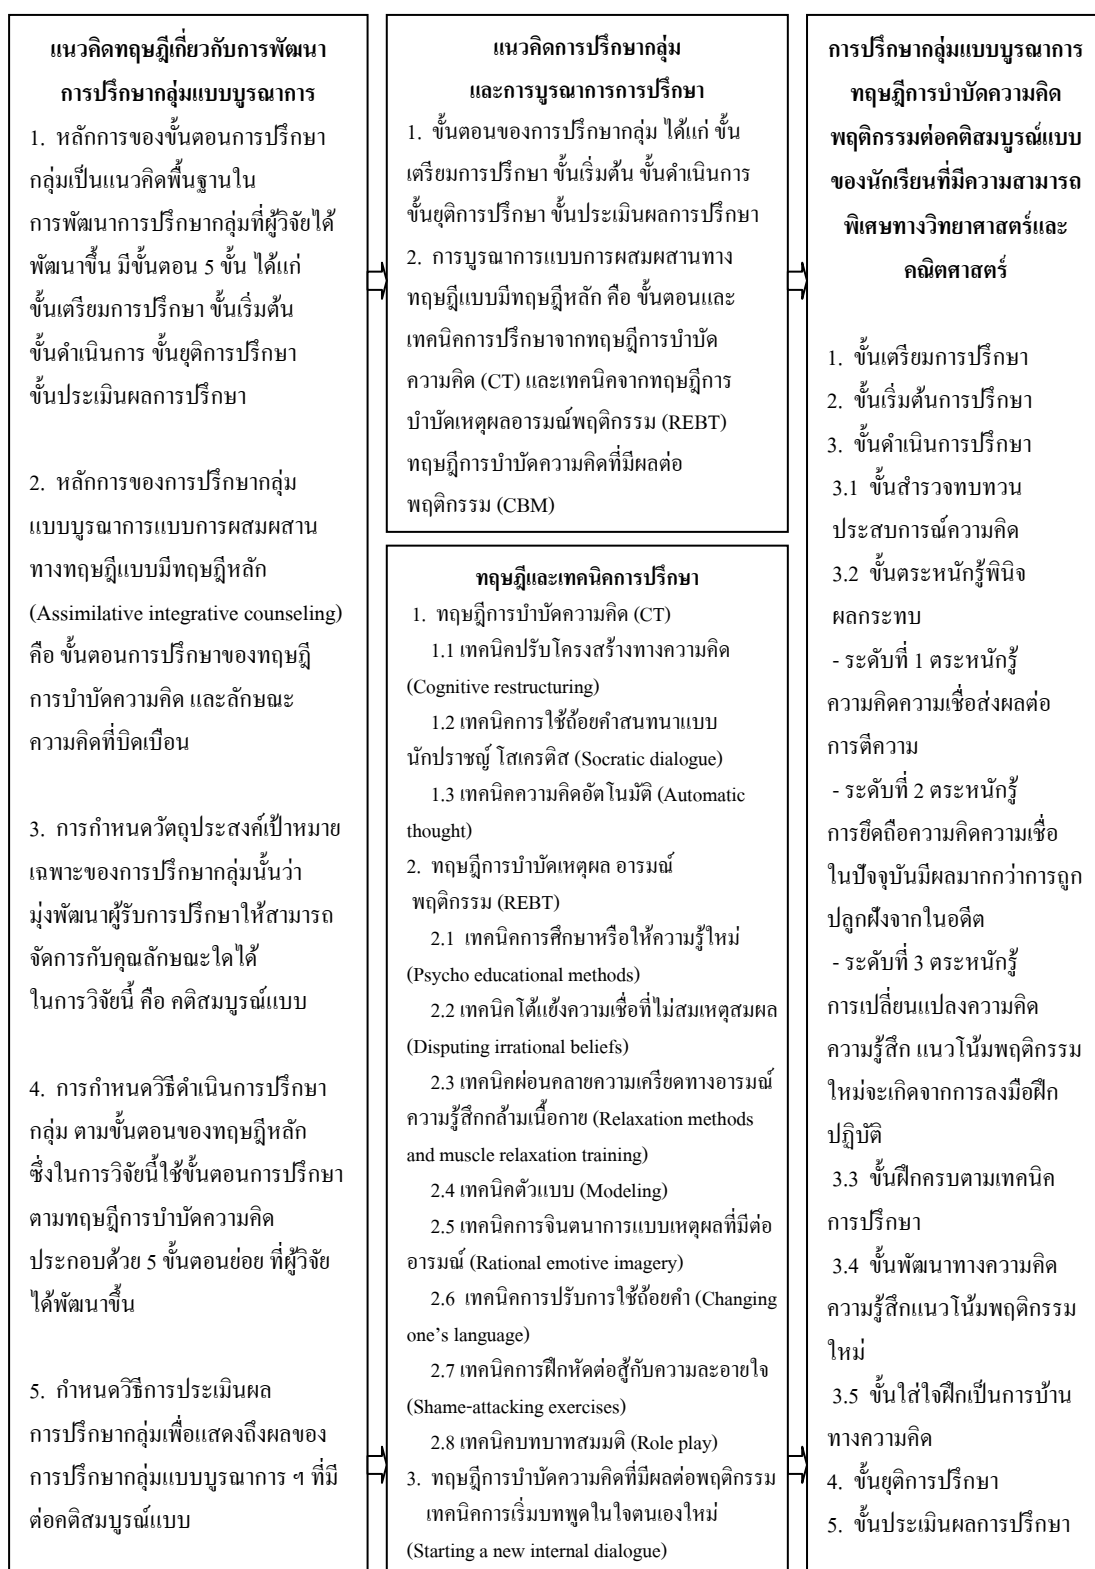 แนวคิดทฤษฎีเกี่ยวกับการพัฒนา
การปรึกษากลุ่มแบบบูรณาการ
1. หลักการของขั้นตอนการปรึกษา
กลุ่มเป็นแนวคิดพื้นฐานใน
การพัฒนาการปรึกษากลุ่มที่ผู้วิจัยได้
พัฒนาขึ้น มีขั้นตอน 5 ขั้น ได้แก่
ขั้นเตรียมการปรึกษา ขั้นเริ่มต้น
ขั้นดำเนินการ ขั้นยุติการปรึกษา
ขั้นประเมินผลการปรึกษา
2. หลักการของการปรึกษากลุ่ม
แบบบูรณาการแบบการผสมผสาน
ทางทฤษฎีแบบมีทฤษฎีหลัก
(Assimilative integrative counseling)
คือ ขั้นตอนการปรึกษาของทฤษฎี
การบำบัดความคิด และลักษณะ
ความคิดที่บิดเบือน
3. การกำหนดวัตถุประสงค์เป้าหมาย
เฉพาะของการปรึกษากลุ่มนั้นว่า
มุ่งพัฒนาผู้รับการปรึกษาให้สามารถ
จัดการกับคุณลักษณะใดได้
ในการวิจัยนี้ คือ คติสมบูรณ์แบบ
4. การกำหนดวิธีดำเนินการปรึกษา
กลุ่ม ตามขั้นตอนของทฤษฎีหลัก
ซึ่งในการวิจัยนี้ใช้ขั้นตอนการปรึกษา
ตามทฤษฎีการบำบัดความคิด
ประกอบด้วย 5 ขั้นตอนย่อย ที่ผู้วิจัย
ได้พัฒนาขึ้น
5. กำหนดวิธีการประเมินผล
การปรึกษากลุ่มเพื่อแสดงถึงผลของ
การปรึกษากลุ่มแบบบูรณาการ ฯ ที่มี
ต่อคติสมบูรณ์แบบ
แนวคิดการปรึกษากลุ่ม
และการบูรณาการการปรึกษา
1. ขั้นตอนของการปรึกษากลุ่ม ได้แก่ ขั้น
เตรียมการปรึกษา ขั้นเริ่มต้น ขั้นดำเนินการ
ขั้นยุติการปรึกษา ขั้นประเมินผลการปรึกษา
2. การบูรณาการแบบการผสมผสานทาง
ทฤษฎีแบบมีทฤษฎีหลัก คือ ขั้นตอนและ
เทคนิคการปรึกษาจากทฤษฎีการบำบัด
ความคิด (CT) และเทคนิคจากทฤษฎีการ
บำบัดเหตุผลอารมณ์พฤติกรรม (REBT)
ทฤษฎีการบำบัดความคิดที่มีผลต่อ
พฤติกรรม (CBM)
ทฤษฎีและเทคนิคการปรึกษา
1. ทฤษฎีการบำบัดความคิด (CT)
1.1 เทคนิคปรับโครงสร้างทางความคิด
(Cognitive restructuring)
1.2 เทคนิคการใช้ถ้อยคำสนทนาแบบ
นักปราชญ์ โสเครติส (Socratic dialogue)
1.3 เทคนิคความคิดอัตโนมัติ (Automatic
thought)
2. ทฤษฎีการบำบัดเหตุผล อารมณ์
พฤติกรรม (REBT)
2.1 เทคนิคการศึกษาหรือให้ความรู้ใหม่
(Psycho educational methods)
2.2 เทคนิคโต้แย้งความเชื่อที่ไม่สมเหตุสมผล
(Disputing irrational beliefs)
2.3 เทคนิคผ่อนคลายความเครียดทางอารมณ์
ความรู้สึกกล้ามเนื้อกาย (Relaxation methods
and muscle relaxation training)
2.4 เทคนิคตัวแบบ (Modeling)
2.5 เทคนิคการจินตนาการแบบเหตุผลที่มีต่อ
อารมณ์ (Rational emotive imagery)
2.6 เทคนิคการปรับการใช้ถ้อยคำ (Changing
one’s language)
2.7 เทคนิคการฝึกหัดต่อสู้กับความละอายใจ
(Shame-attacking exercises)
2.8 เทคนิคบทบาทสมมติ (Role play)
3. ทฤษฎีการบำบัดความคิดที่มีผลต่อพฤติกรรม
เทคนิคการเริ่มบทพูดในใจตนเองใหม่
(Starting a new internal dialogue)
การปรึกษากลุ่มแบบบูรณาการ
ทฤษฎีการบำบัดความคิด
พฤติกรรมต่อคติสมบูรณ์แบบ
ของนักเรียนที่มีความสามารถ
พิเศษทางวิทยาศาสตร์และ
คณิตศาสตร์
1. ขั้นเตรียมการปรึกษา
2. ขั้นเริ่มต้นการปรึกษา
3. ขั้นดำเนินการปรึกษา
3.1 ขั้นสำรวจทบทวน
ประสบการณ์ความคิด
3.2 ขั้นตระหนักรู้พินิจ
ผลกระทบ
- ระดับที่ 1 ตระหนักรู้
ความคิดความเชื่อส่งผลต่อ
การตีความ
- ระดับที่ 2 ตระหนักรู้
การยึดถือความคิดความเชื่อ
ในปัจจุบันมีผลมากกว่าการถูก
ปลูกฝังจากในอดีต
- ระดับที่ 3 ตระหนักรู้
การเปลี่ยนแปลงความคิด
ความรู้สึก แนวโน้มพฤติกรรม
ใหม่จะเกิดจากการลงมือฝึก
ปฏิบัติ
3.3 ขั้นฝึกครบตามเทคนิค
การปรึกษา
3.4 ขั้นพัฒนาทางความคิด
ความรู้สึกแนวโน้มพฤติกรรม
ใหม่
3.5 ขั้นใส่ใจฝึกเป็นการบ้าน
ทางความคิด
4. ขั้นยุติการปรึกษา
5. ขั้นประเมินผลการปรึกษา